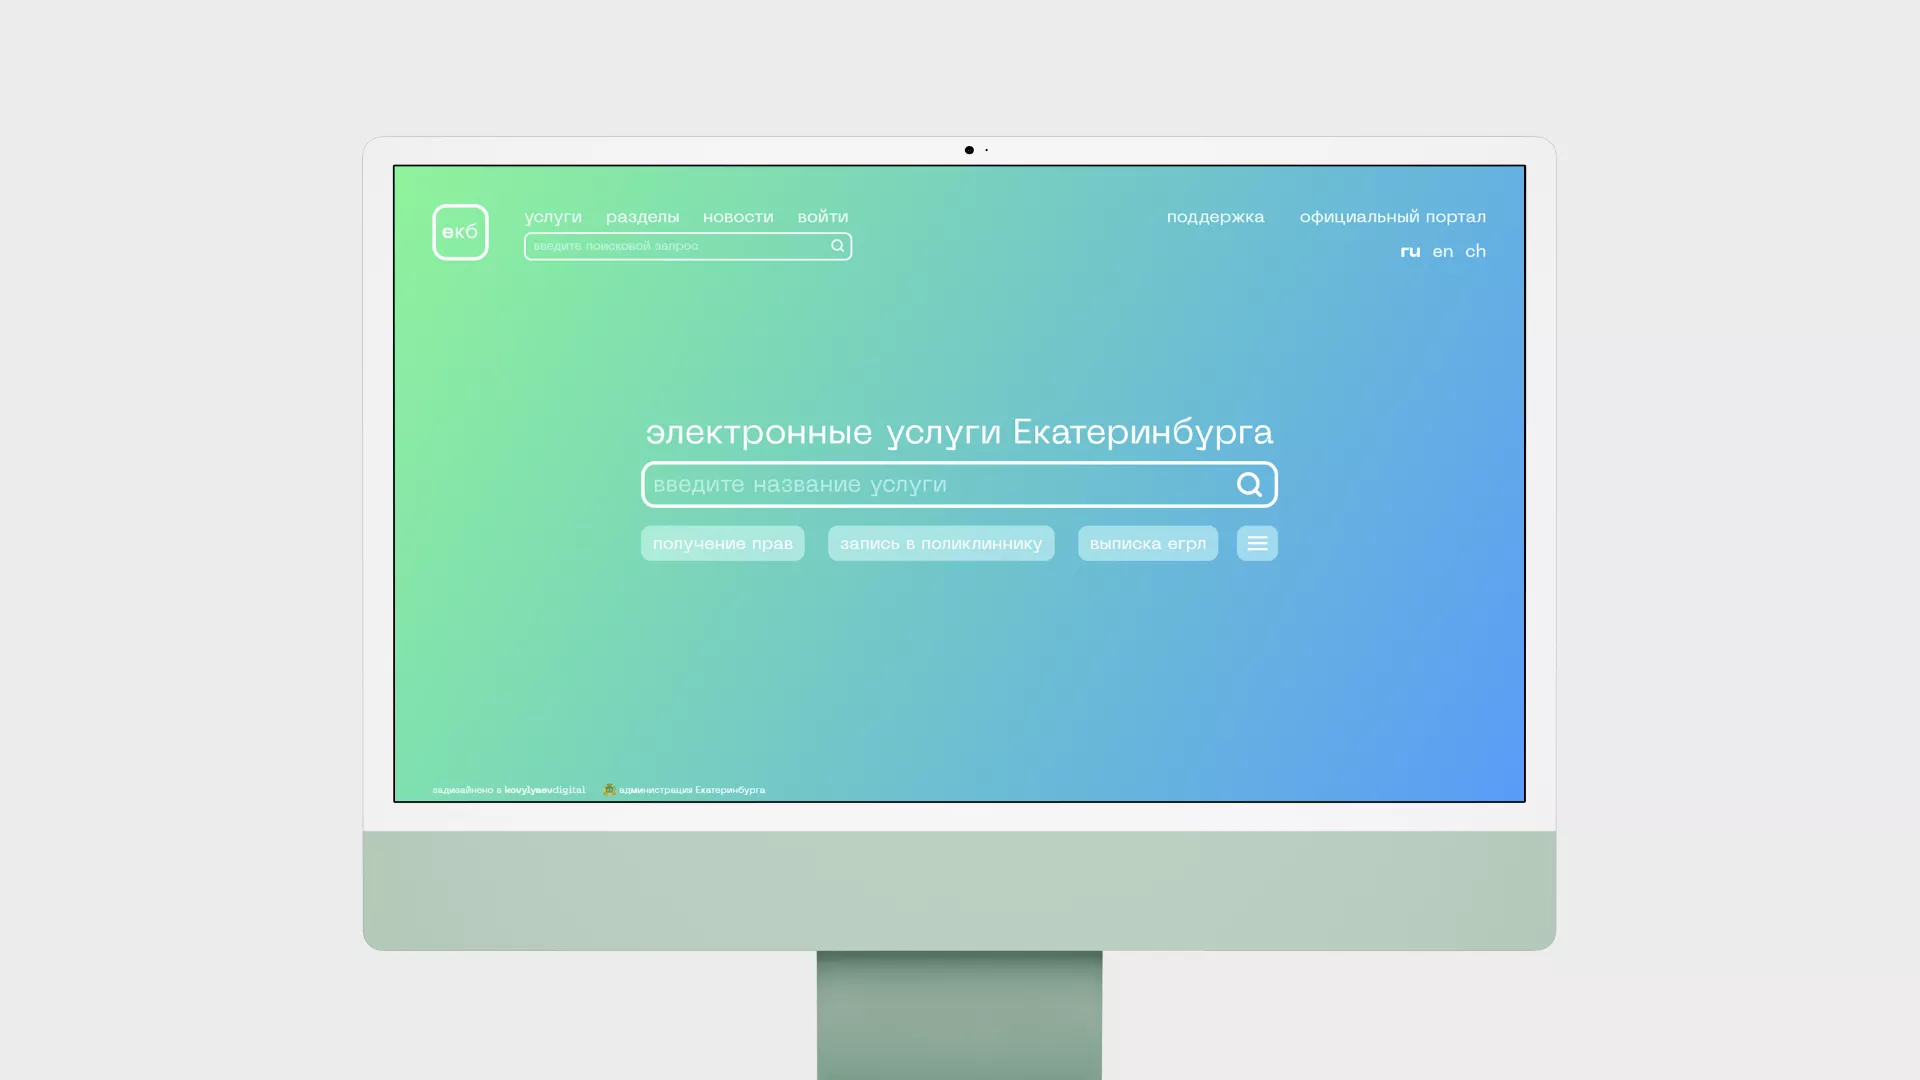 екб
услуги разделы новости войти
введите поисковой запрос
поддержка официальный портал
ru en ch
электронные услуги Екатеринбурга
введите название услуги
получение прав запись в поликлиннику выписка егрл
задизайнено в kovylyaevdigital администрация Екатеринбурга